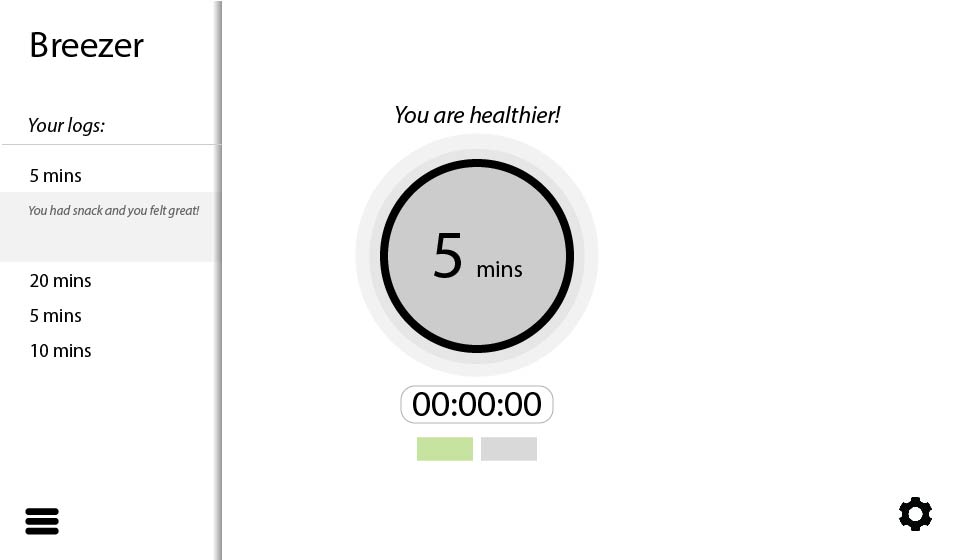 Breezer
Your logs:
5 mins
You had snack and you felt great!
20 mins
5 mins
10 mins
You are healthier!
5 mins
00:00:00